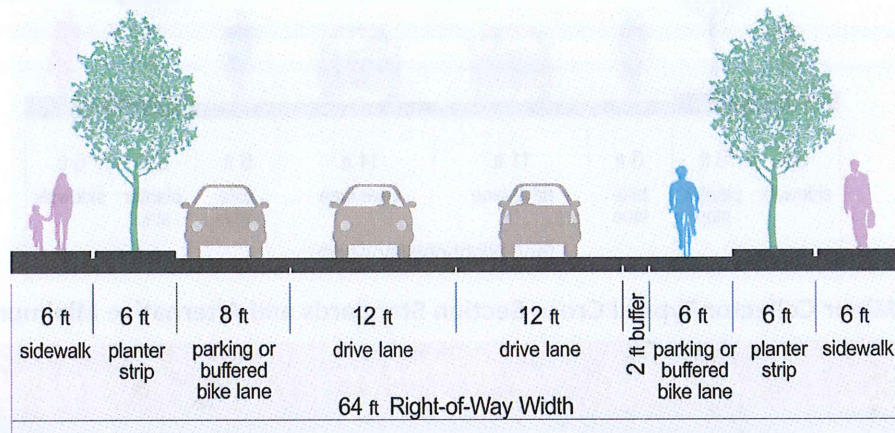 6 ft
sidewalk
6 ft
planter
strip
8 ft
parking or
buffered
bike lane
12 ft
drive lane
12 ft
drive lane
2 ft buffer
6 ft
parking or
buffered
bike lane
6 ft
planter
strip
6 ft
sidewalk
64 ft Right-of-Way Width